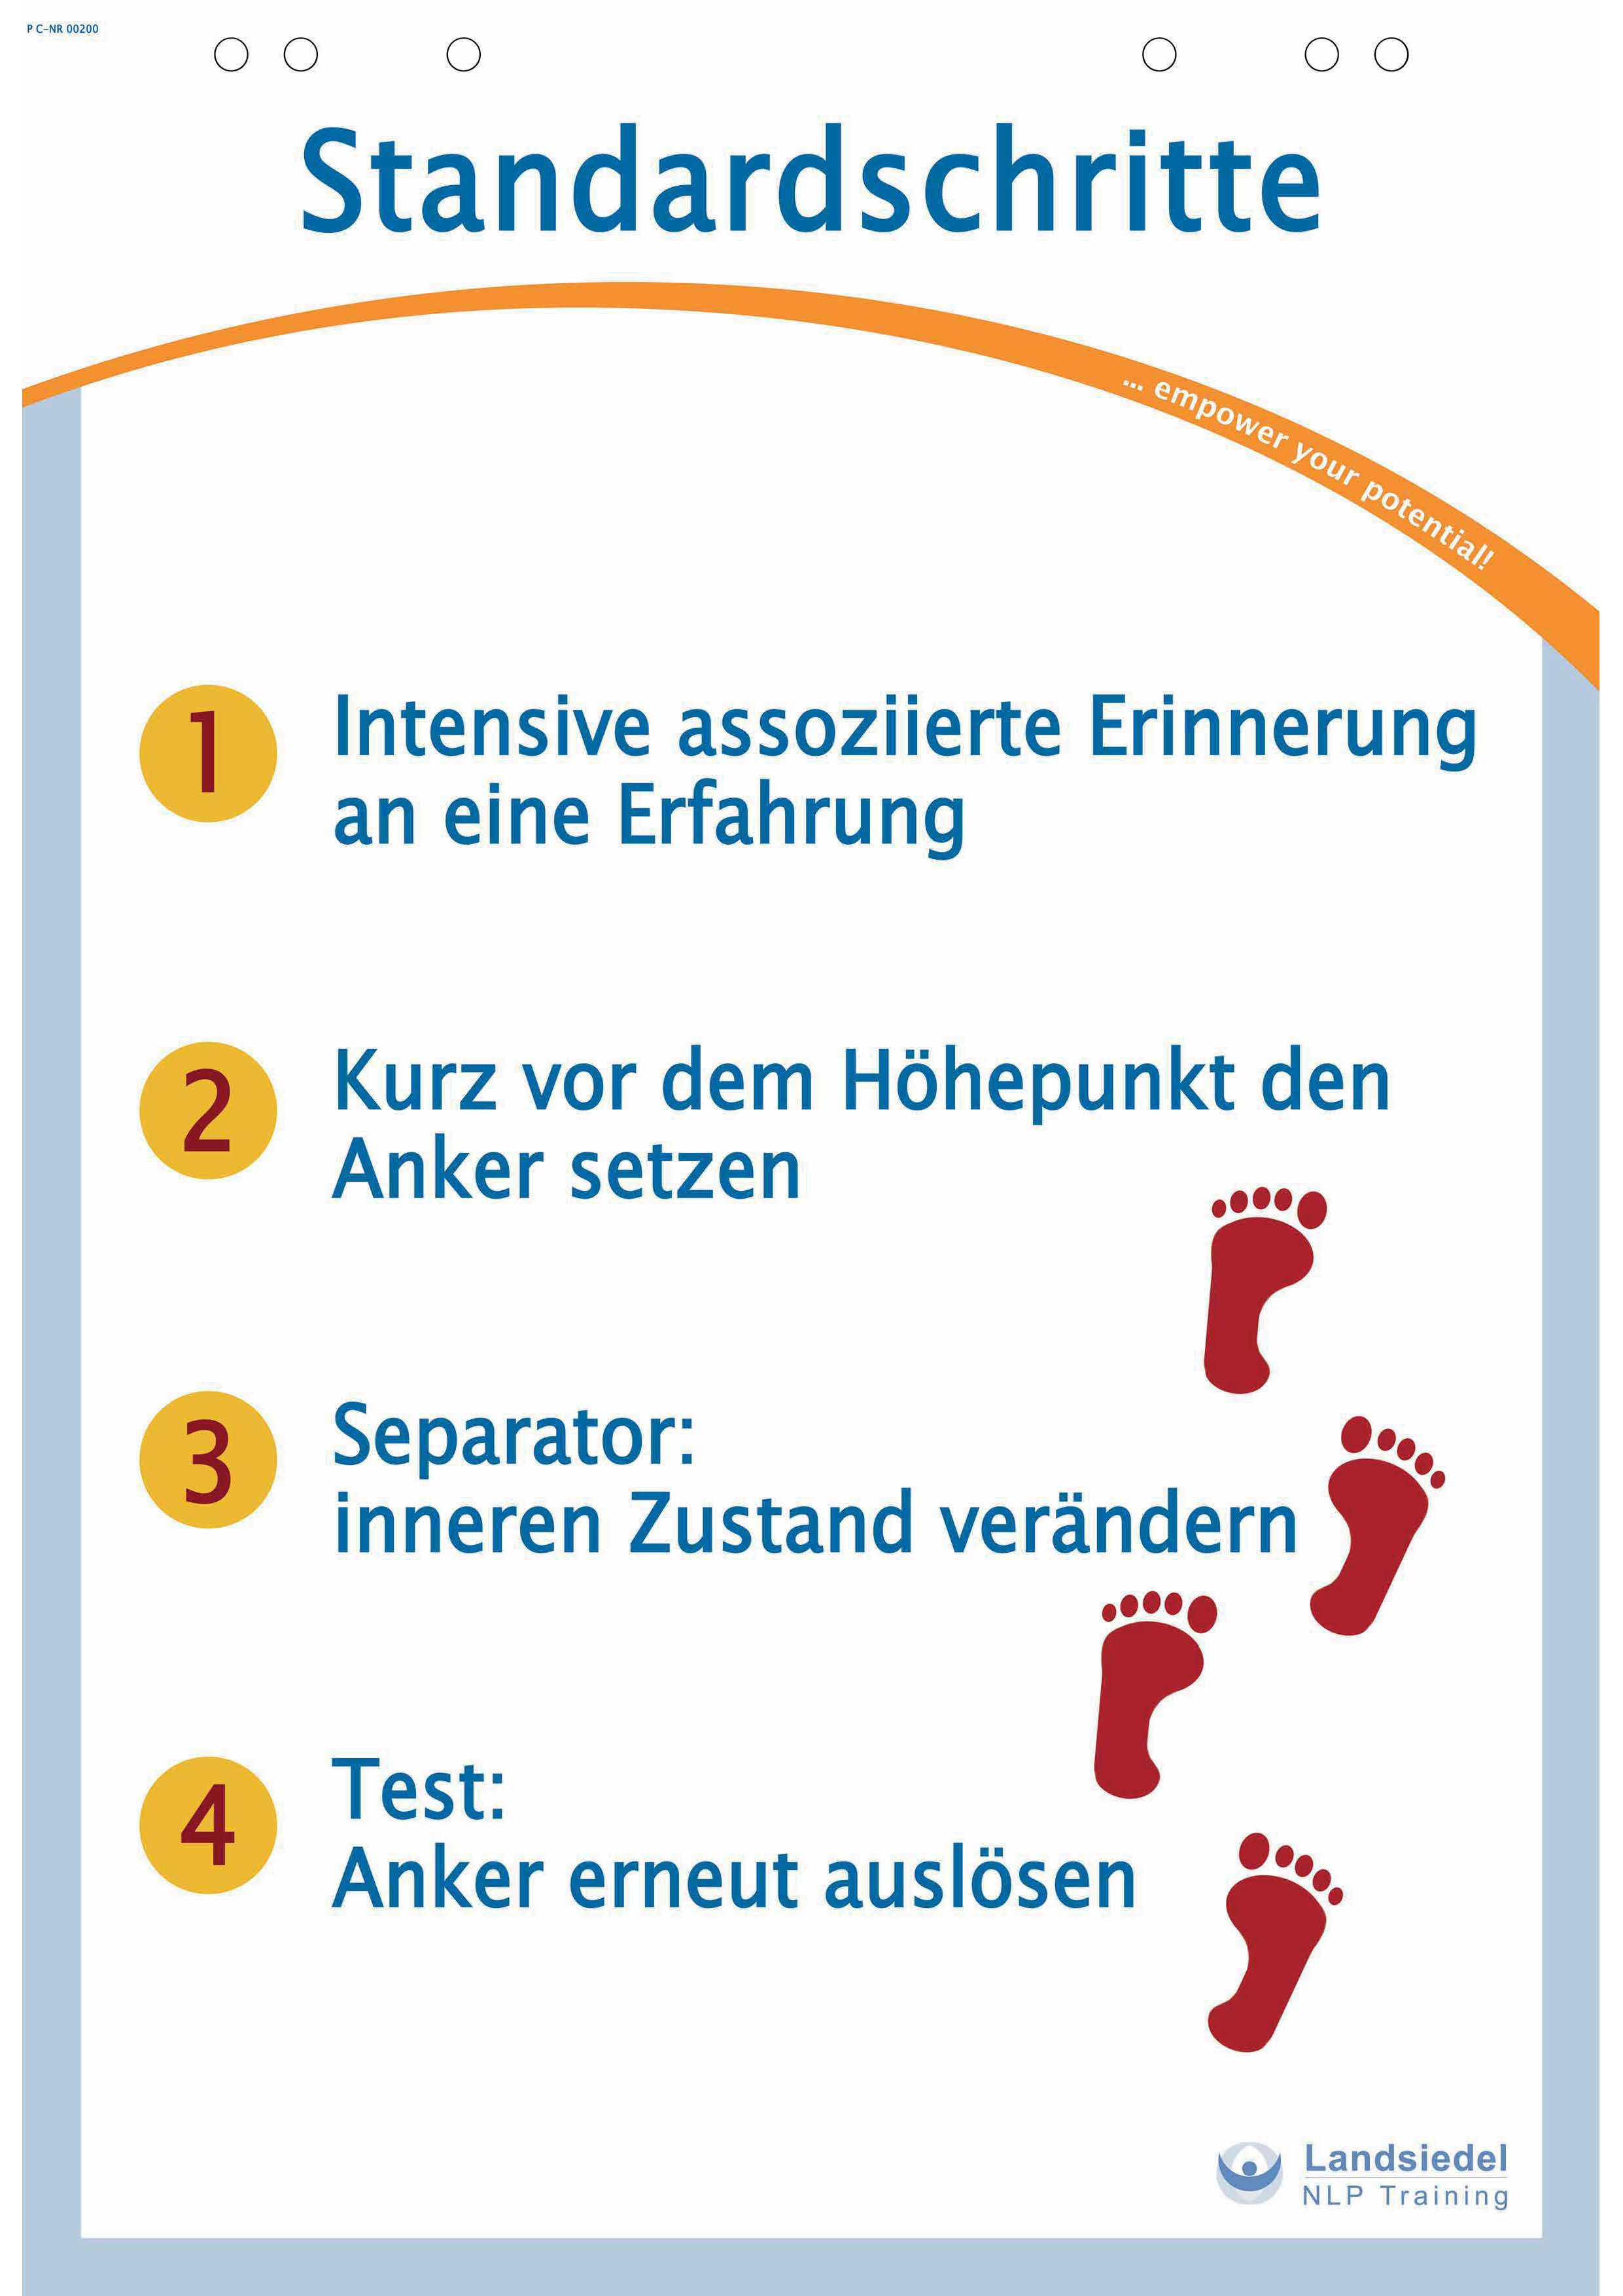 P C-NR 00200
Standardschritte
... empower your potential!
1
Intensive assoziierte Erinnerung
an eine Erfahrung
2
Kurz vor dem Höhepunkt den
Anker setzen
3
Separator:
inneren Zustand verändern
4
Test:
Anker erneut auslösen
Landsiedel
NLP Training